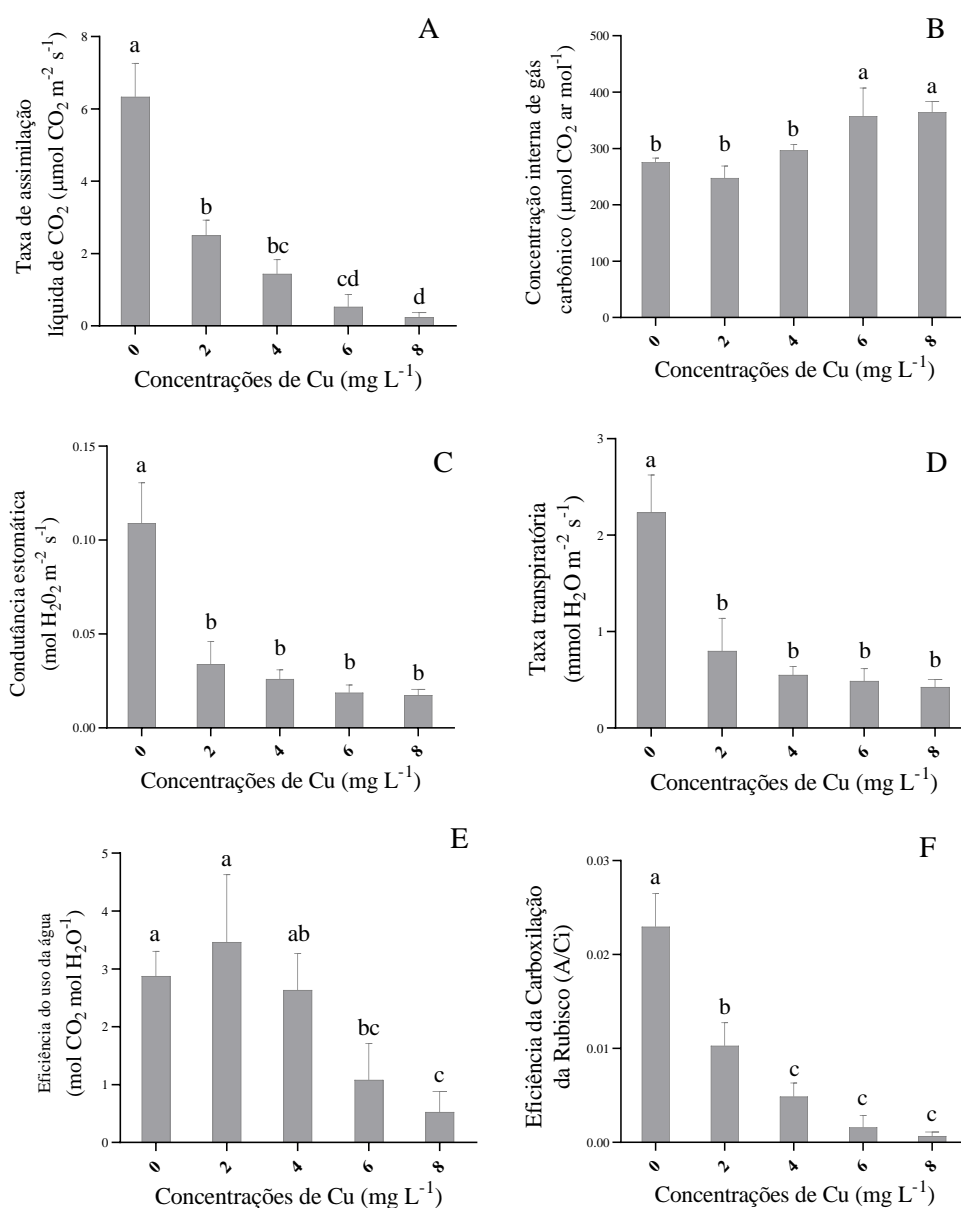 A
Taxa de assimilação
líquida de CO₂ (µmol CO₂ m⁻² s⁻¹)
8
6
4
2
0
a
b
bc
cd
d
0 2 4 6 8
Concentrações de Cu (mg L⁻¹)
B
Concentração interna de gás
carbônico (µmol CO₂ ar mol⁻¹)
500
400
300
200
100
0
b
b
b
a
a
0 2 4 6 8
Concentrações de Cu (mg L⁻¹)
C
Condutância estomática
(mol H₂0₂ m⁻² s⁻¹)
0.15
0.10
0.05
0.00
a
b
b
b
b
0 2 4 6 8
Concentrações de Cu (mg L⁻¹)
D
Taxa transpiratória
(mmol H₂O m⁻² s⁻¹)
3
2
1
0
a
b
b
b
b
0 2 4 6 8
Concentrações de Cu (mg L⁻¹)
E
Eficiência do uso da água
(mol CO₂ mol H₂O⁻¹)
5
4
3
2
1
0
a
a
ab
bc
c
0 2 4 6 8
Concentrações de Cu (mg L⁻¹)
F
Eficiência da Carboxilação
da Rubisco (A/Ci)
0.03
0.02
0.01
0.00
a
b
c
c
c
0 2 4 6 8
Concentrações de Cu (mg L⁻¹)